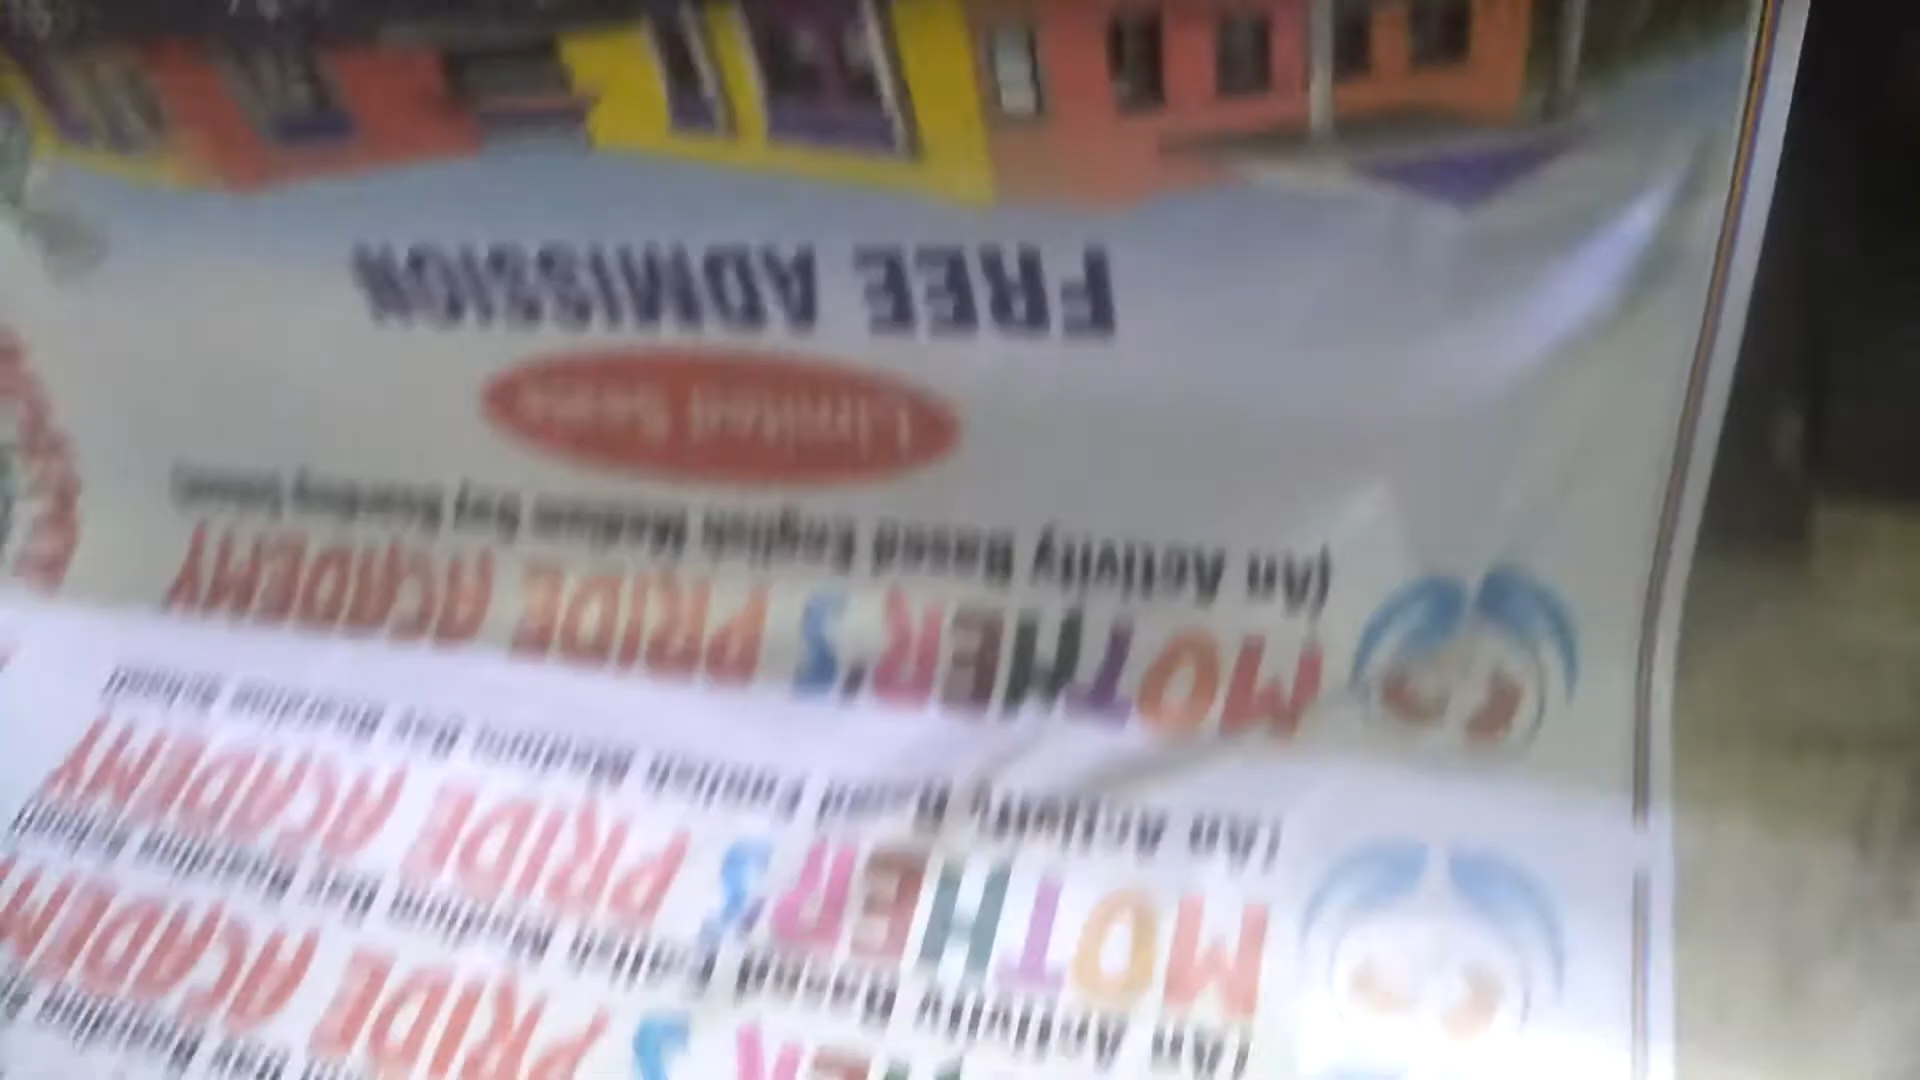 MOTHER'S PRIDE ACADEMY
(An Activity Based English Medium Day Boarding School)
Limited Seats
FREE ADMISSION
MOTHER'S PRIDE ACADEMY
(An Activity Based English Medium Day Boarding School)
PRIDE ACADEMY
(An Activity Based English Medium Day Boarding School)